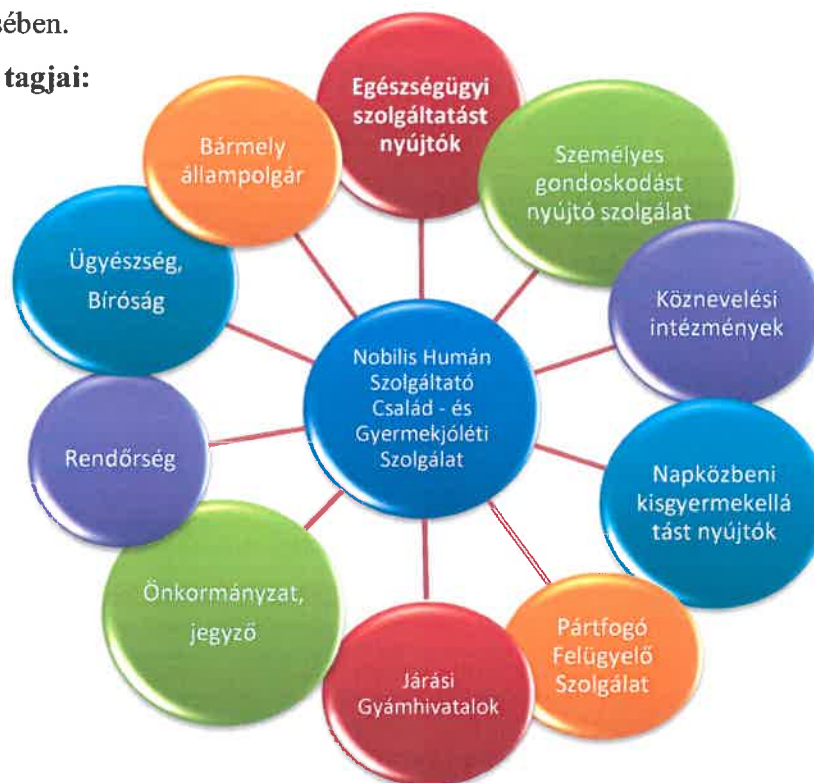 sében.
tagjai:
Egészségügyi
szolgáltatást
nyújtók
Személyes
gondoskodást
nyújtó szolgálat
Köznevelési
intézmények
Napközbeni
kisgyermekellá
tást nyújtók
Pártfogó
Felügyelő
Szolgálat
Járási
Gyámhivatalok
Önkormányzat,
jegyző
Rendőrség
Ügyészség,
Bíróság
Bármely
állampolgár
Nobilis Humán
Szolgáltató
Család - és
Gyermekjóléti
Szolgálat